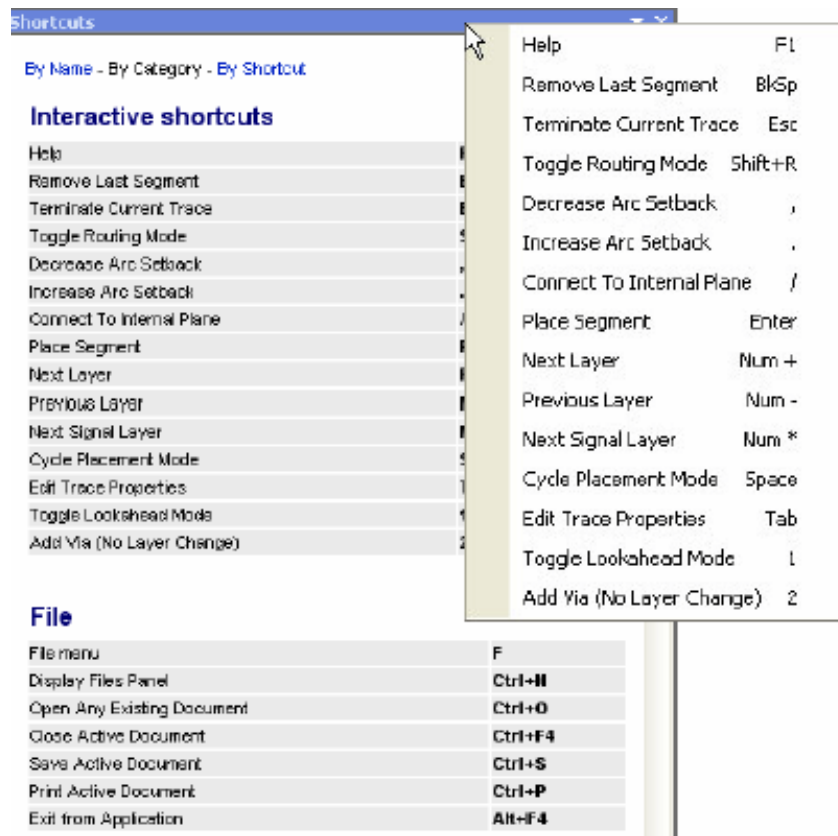 Shortcuts
By Name - By Category - By Shortcut
Interactive shortcuts
Help
Remove Last Segment
Terminate Current Trace
Toggle Routing Mode
Decrease Arc Setback
Increase Arc Setback
Connect To Internal Plane
Place Segment
Next Layer
Previous Layer
Next Signal Layer
Cycle Placement Mode
Edit Trace Properties
Toggle Lookahead Mode
Add Via (No Layer Change)
File
File menu F
Display Files Panel Ctrl+N
Open Any Existing Document Ctrl+O
Close Active Document Ctrl+F4
Save Active Document Ctrl+S
Print Active Document Ctrl+P
Exit from Application Alt+F4
Help F1
Remove Last Segment BkSp
Terminate Current Trace Esc
Toggle Routing Mode Shift+R
Decrease Arc Setback ,
Increase Arc Setback .
Connect To Internal Plane /
Place Segment Enter
Next Layer Num +
Previous Layer Num -
Next Signal Layer Num *
Cycle Placement Mode Space
Edit Trace Properties Tab
Toggle Lookahead Mode 1
Add Via (No Layer Change) 2